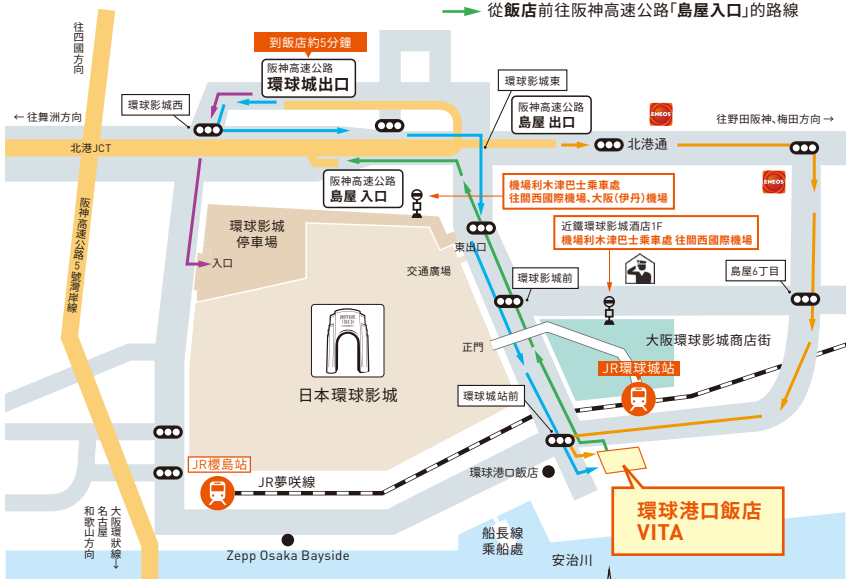 從飯店前往阪神高速公路「島屋入口」的路線
往四國方向
到飯店約5分鐘
阪神高速公路
環球城出口
環球影城東
阪神高速公路
島屋 出口
ENEOS
環球影城西
← 往舞洲方向
往野田阪神、梅田方向 →
北港JCT
北港通
阪神高速公路
島屋 入口
機場利木津巴士乘車處
往關西國際機場、大阪(伊丹)機場
ENEOS
阪神高速公路5號灣岸線
環球影城
停車場
入口
東出口
近鐵環球影城酒店1F
機場利木津巴士乘車處 往關西國際機場
交通廣場
環球影城前
島屋6丁目
正門
大阪環球影城商店街
JR環球城站
日本環球影城
環球城站前
JR櫻島站
JR夢咲線
環球港口飯店
環球港口飯店
VITA
大阪環狀線→
名古屋
和歌山方向
Zepp Osaka Bayside
船長線
乘船處
安治川